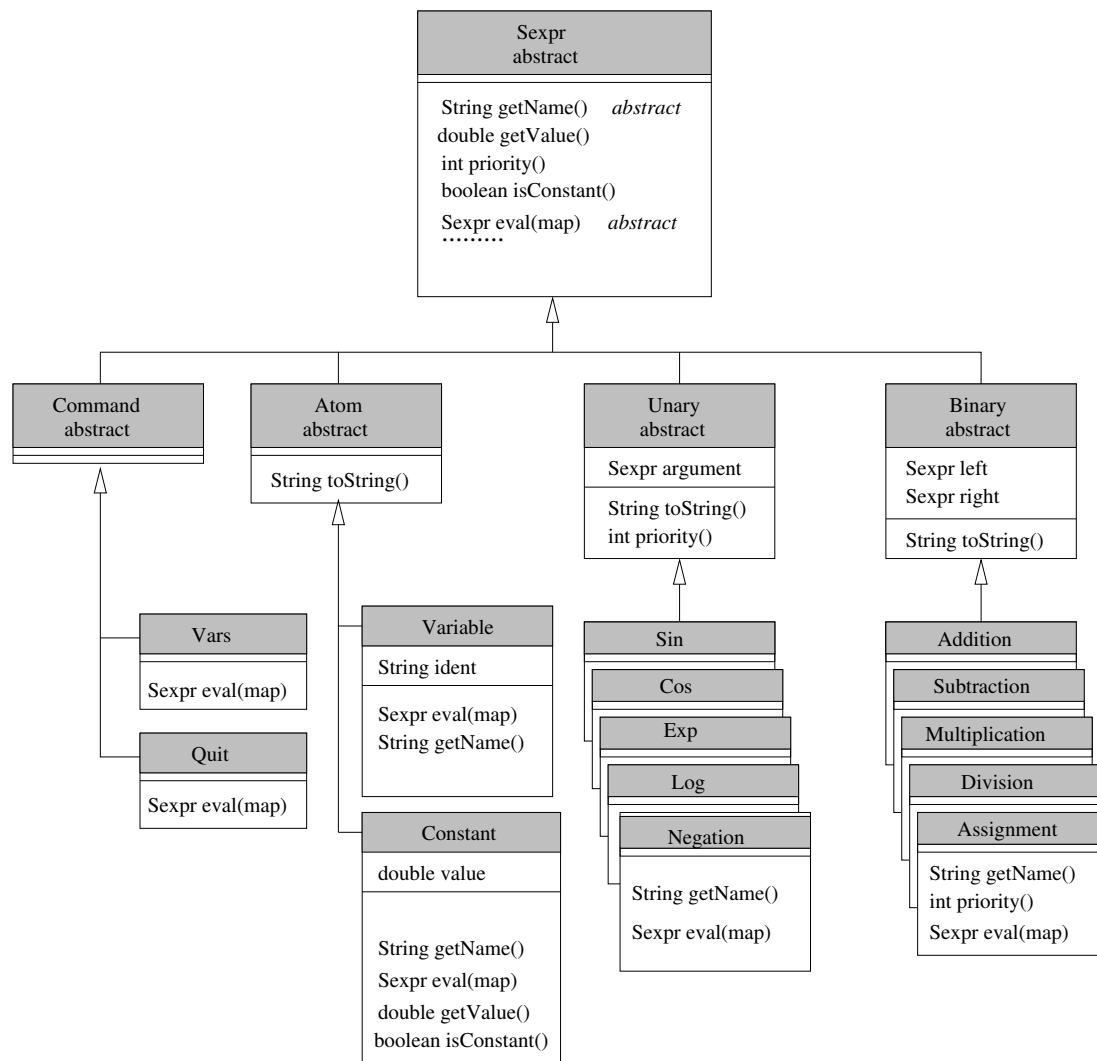 Sexpr
abstract
String getName() abstract
double getValue()
int priority()
boolean isConstant()
Sexpr eval(map) abstract
.........
Command
abstract
Atom
abstract
String toString()
Unary
abstract
Sexpr argument
String toString()
int priority()
Binary
abstract
Sexpr left
Sexpr right
String toString()
Vars
Sexpr eval(map)
Quit
Sexpr eval(map)
Variable
String ident
Sexpr eval(map)
String getName()
Constant
double value
String getName()
Sexpr eval(map)
double getValue()
boolean isConstant()
Sin
Cos
Exp
Log
Negation
String getName()
Sexpr eval(map)
Addition
Subtraction
Multiplication
Division
Assignment
String getName()
int priority()
Sexpr eval(map)